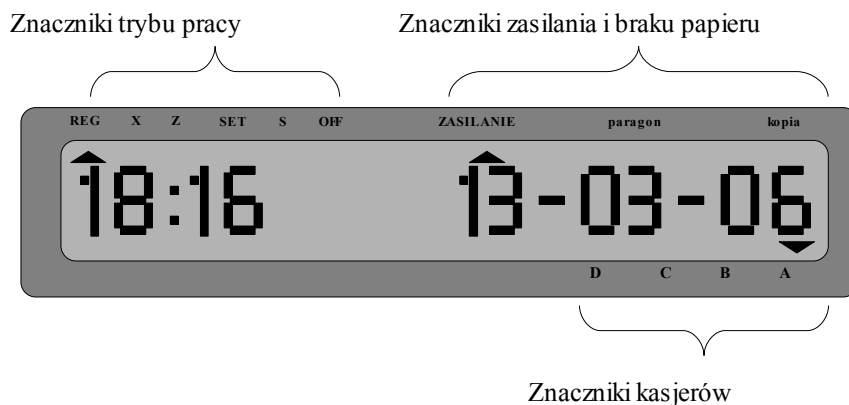 Znaczniki trybu pracy Znaczniki zasilania i braku papieru
REG X Z SET S OFF ZASILANIE paragon kopia
18:16 13-03-06
D C B A
Znaczniki kasjerów